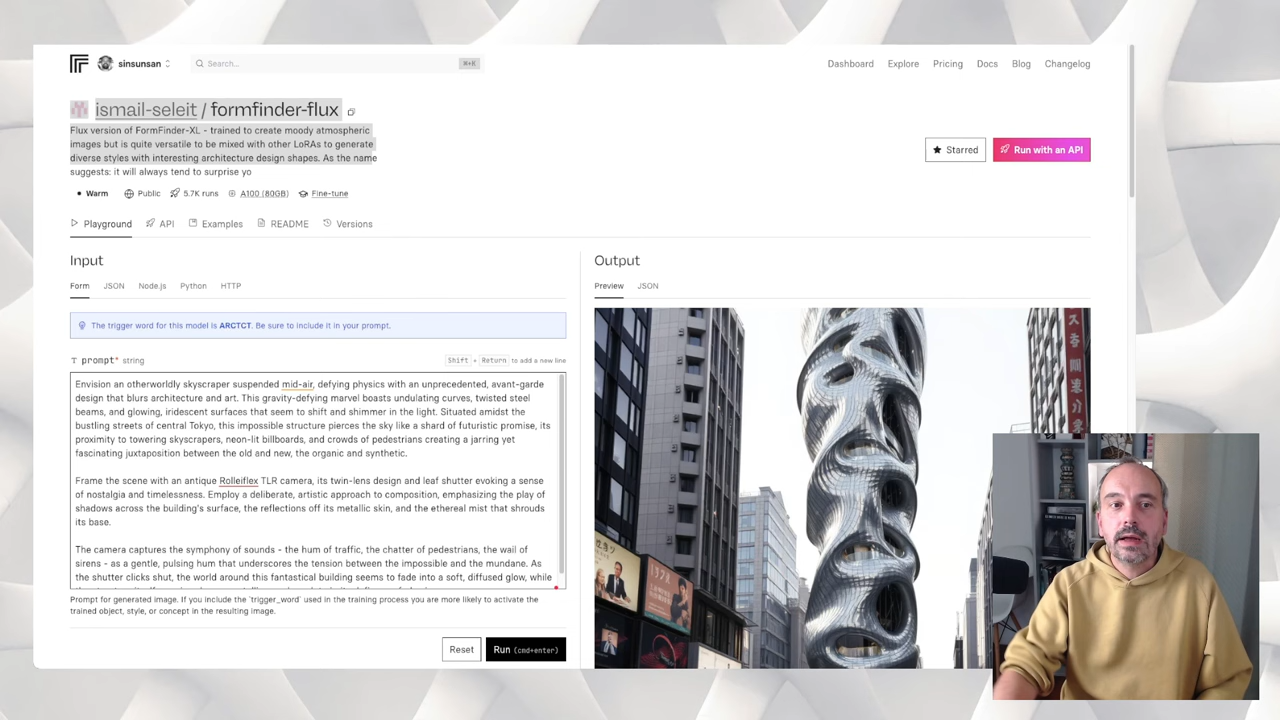 sinsunsan
Search...
⌘+K
Dashboard
Explore
Pricing
Docs
Blog
Changelog
ismail-seleit / formfinder-flux
Flux version of FormFinder-XL - trained to create moody atmospheric
images but is quite versatile to be mixed with other LoRAs to generate
diverse styles with interesting architecture design shapes. As the name
suggests: it will always tend to surprise yo
Starred
Run with an API
Warm
Public
5.7K runs
A100 (80GB)
Fine-tune
Playground
API
Examples
README
Versions
Input
Form
JSON
Node.js
Python
HTTP
The trigger word for this model is ARCTCT. Be sure to include it in your prompt.
T prompt* string
Shift + Return to add a new line
Envision an otherworldly skyscraper suspended mid-air, defying physics with an unprecedented, avant-garde
design that blurs architecture and art. This gravity-defying marvel boasts undulating curves, twisted steel
beams, and glowing, iridescent surfaces that seem to shift and shimmer in the light. Situated amidst the
bustling streets of central Tokyo, this impossible structure pierces the sky like a shard of futuristic promise, its
proximity to towering skyscrapers, neon-lit billboards, and crowds of pedestrians creating a jarring yet
fascinating juxtaposition between the old and new, the organic and synthetic.
Frame the scene with an antique Rolleiflex TLR camera, its twin-lens design and leaf shutter evoking a sense
of nostalgia and timelessness. Employ a deliberate, artistic approach to composition, emphasizing the play of
shadows across the building's surface, the reflections off its metallic skin, and the ethereal mist that shrouds
its base.
The camera captures the symphony of sounds - the hum of traffic, the chatter of pedestrians, the wail of
sirens - as a gentle, pulsing hum that underscores the tension between the impossible and the mundane. As
the shutter clicks shut, the world around this fantastical building seems to fade into a soft, diffused glow, while
Prompt for generated image. If you include the `trigger_word` used in the training process you are more likely to activate the
trained object, style, or concept in the resulting image.
Reset
Run (cmd+enter)
Output
Preview
JSON